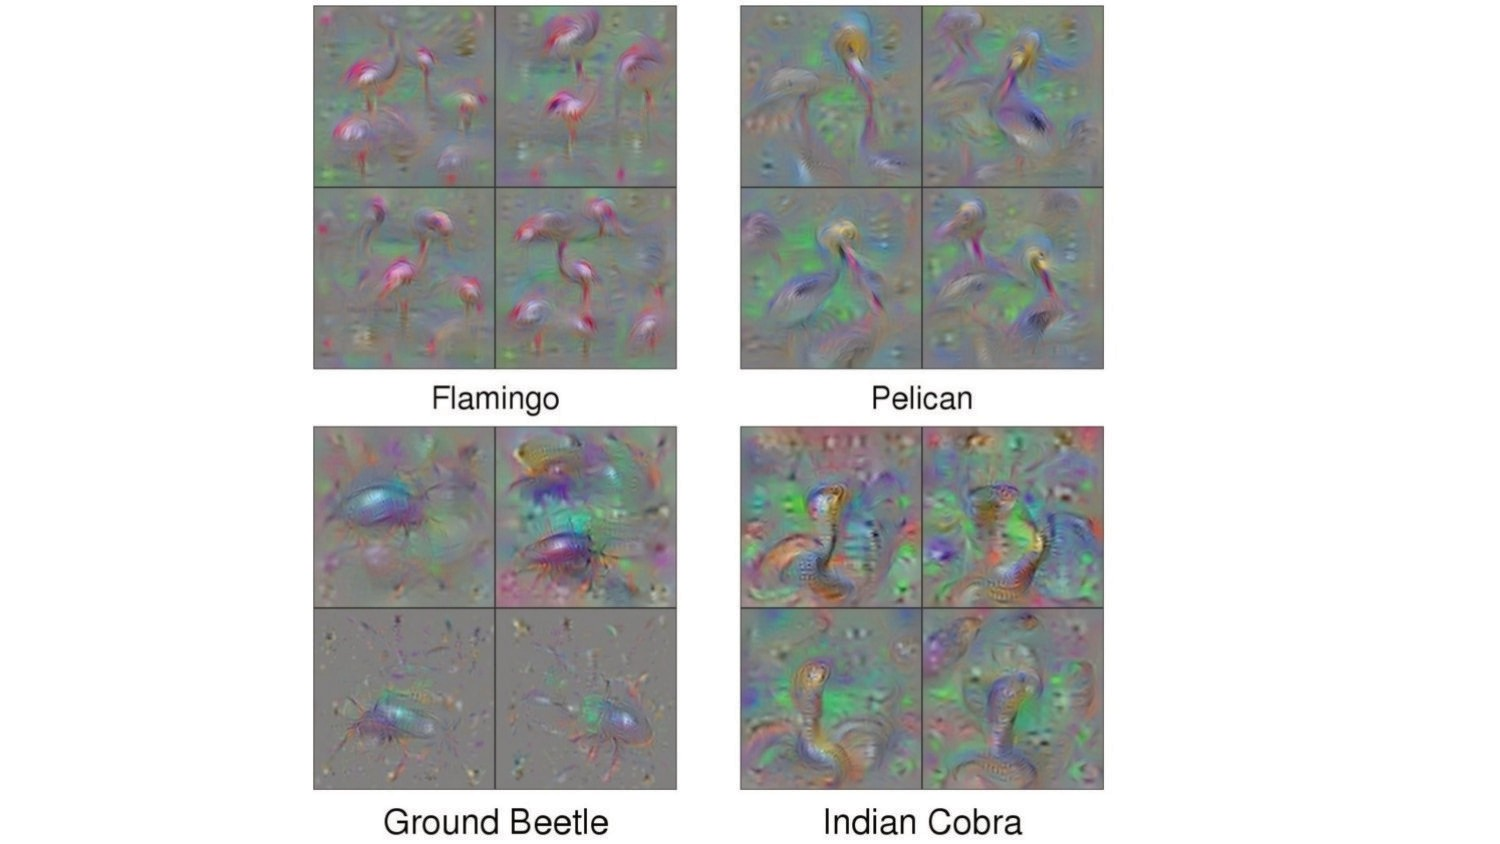 Flamingo
Pelican
Ground Beetle
Indian Cobra